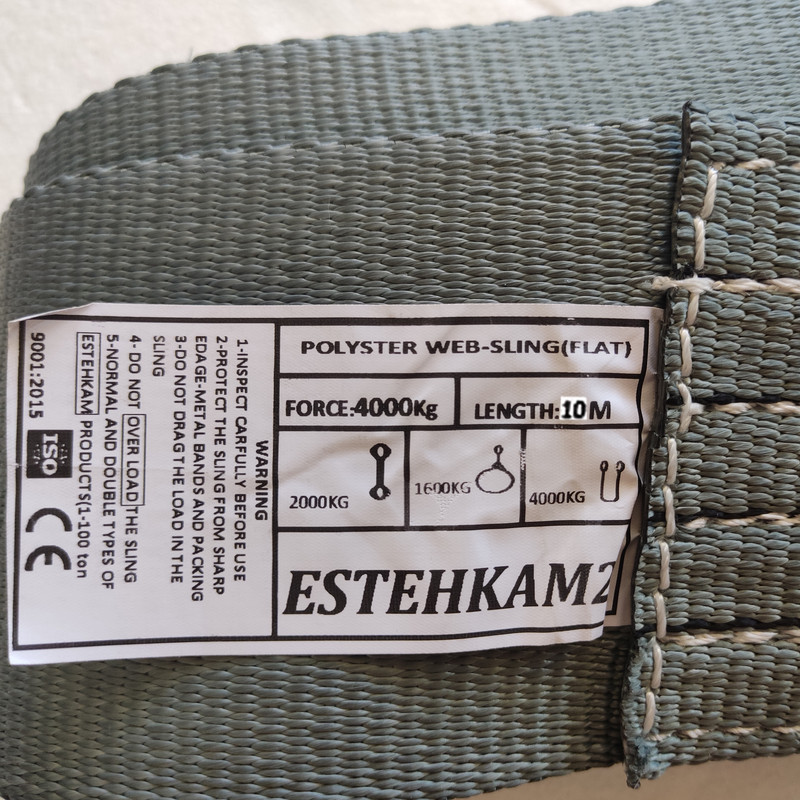 POLYSTER WEB-SLING(FLAT)
FORCE:4000Kg
LENGTH:10M
2000KG
1600KG
4000KG
ESTEHKAM2
WARNING
1-INSPECT CARFULLY BEFORE USE
2-PROTECT THE SLING FROM SHARP
EDAGE-METAL BANDS AND PACKING
3-DO NOT DRAG THE LOAD IN THE
SLING
4- DO NOT OVER LOAD THE SLING
5-NORMAL AND DOUBLE TYPES OF
ESTEHKAM PRODUCTS(1-100 ton
9001:2015 ISO CE